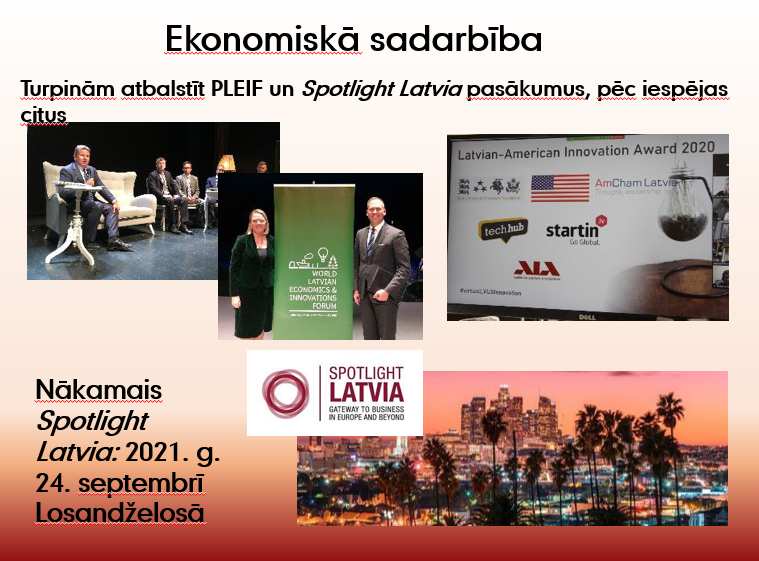 Ekonomiskā sadarbība
Turpinām atbalstīt PLEIF un Spotlight Latvia pasākumus, pēc iespējas
citus
WORLD
LATVIAN
ECONOMICS &
INNOVATIONS
FORUM
Latvian-American Innovation Award 2020
AmCham Latvia
techhub
startin
lv
Go Global.
ALA
#virtualLVUSInnovation
DELL
Nākamais
Spotlight
Latvia: 2021. g.
24. septembrī
Losandželosā
SPOTLIGHT
LATVIA
GATEWAY TO BUSINESS
IN EUROPE AND BEYOND